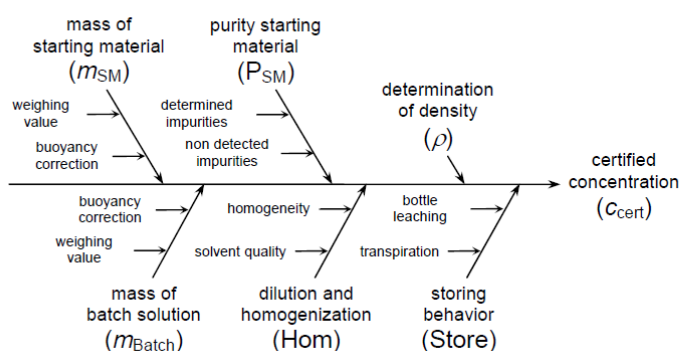 mass of
starting material
(mSM)
purity starting
material
(PSM)
determination
of density
(ρ)
weighing
value
buoyancy
correction
determined
impurities
non detected
impurities
certified
concentration
(ccert)
buoyancy
correction
weighing
value
homogeneity
solvent quality
bottle
leaching
transpiration
mass of
batch solution
(mBatch)
dilution and
homogenization
(Hom)
storing
behavior
(Store)